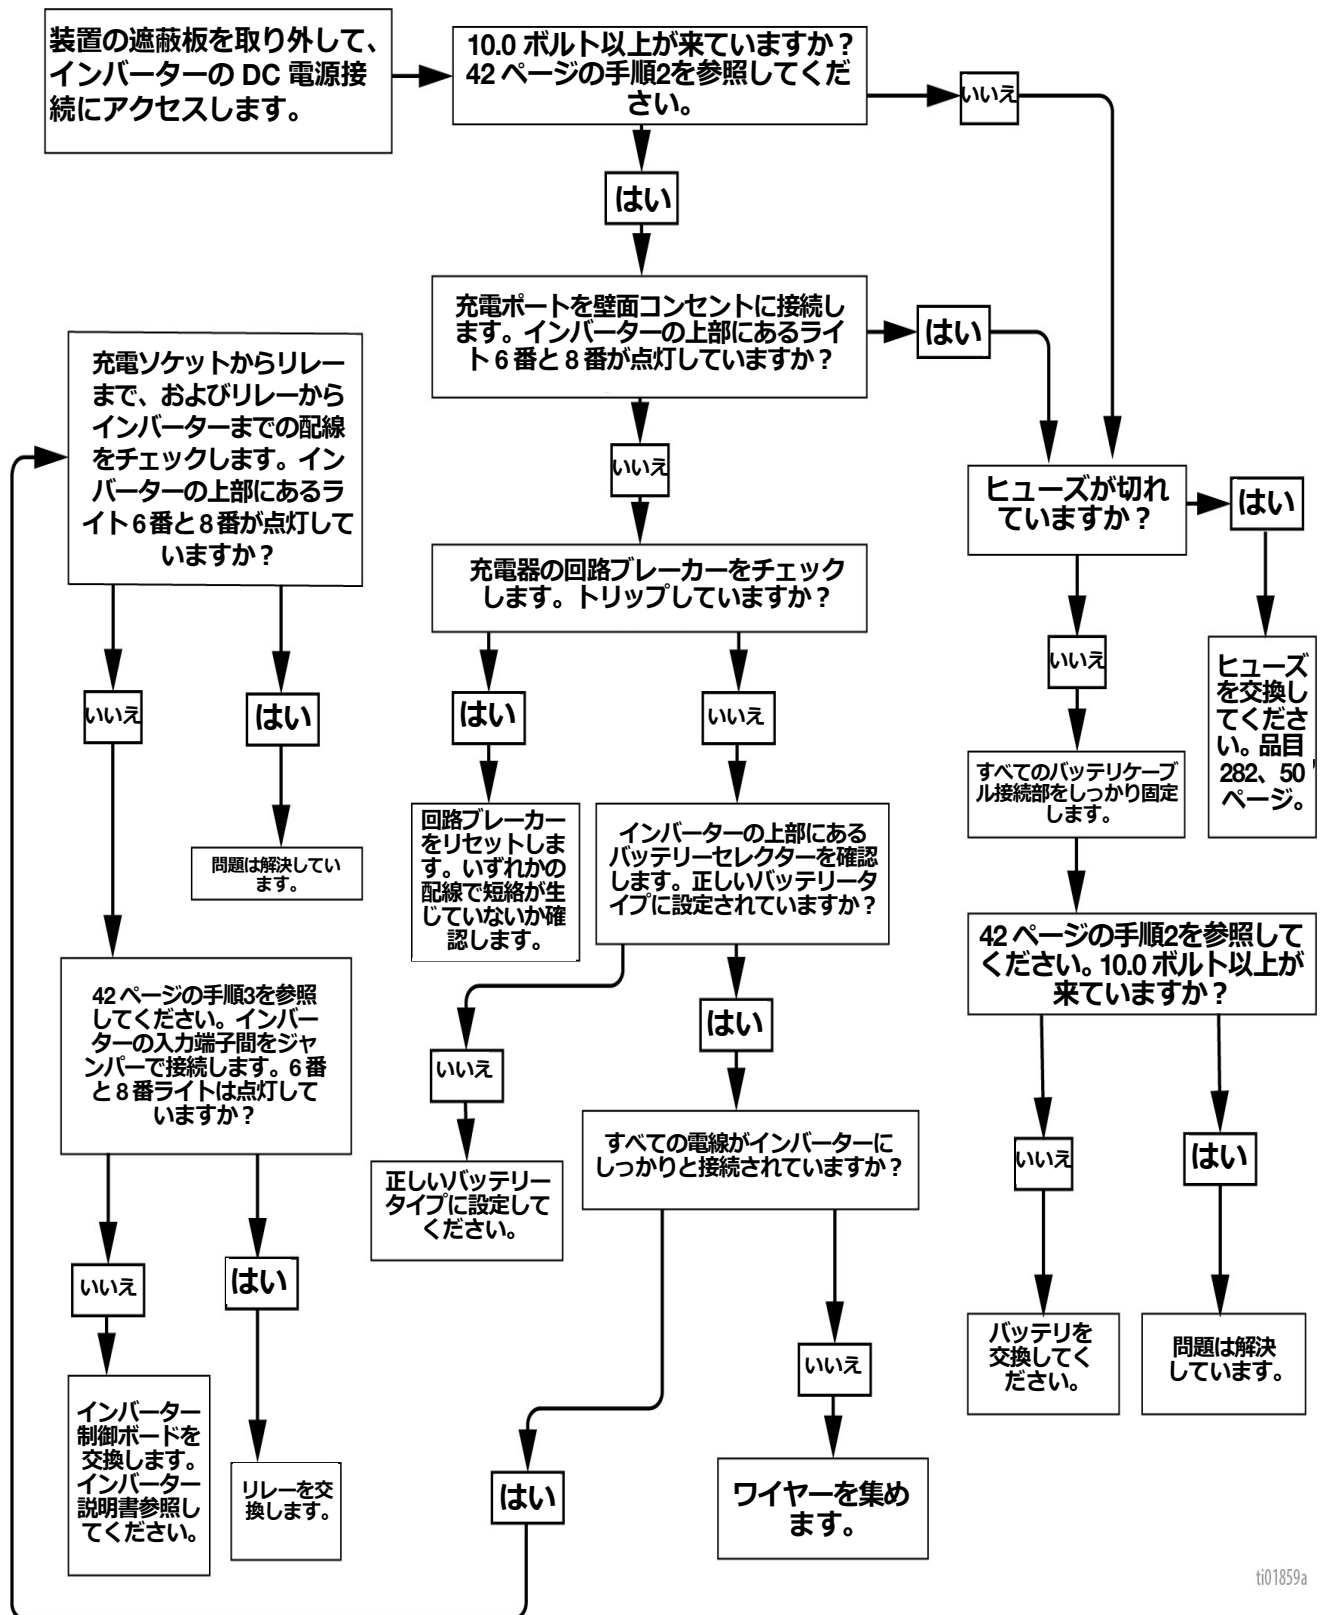 装置の遮蔽板を取り外して、
インバーターの DC 電源接
続にアクセスします。
10.0 ボルト以上が来ていますか？
42 ページの手順2を参照してくだ
さい。
いいえ
はい
充電ポートを壁面コンセントに接続し
ます。インバーターの上部にあるライ
ト 6 番と 8 番が点灯していますか？
はい
いいえ
充電ソケットからリレー
まで、およびリレーから
インバーターまでの配線
をチェックします。イン
バーターの上部にあるラ
イト 6 番と 8 番が点灯して
いますか？
いいえ
はい
問題は解決してい
ます。
充電器の回路ブレーカーをチェック
します。トリップしていますか？
はい
いいえ
ヒューズが切れ
ていますか？
はい
いいえ
ヒューズ
を交換し
てくださ
い。品目
282、50
ページ。
すべてのバッテリケーブ
ル接続部をしっかり固定
します。
回路ブレーカー
をリセットしま
す。いずれかの
配線で短絡が生
じていないか確
認します。
インバーターの上部にある
バッテリーセレクターを確認
します。正しいバッテリータ
イプに設定されていますか？
いいえ
はい
正しいバッテリー
タイプに設定して
ください。
42 ページの手順2を参照して
ください。10.0 ボルト以上が
来ていますか？
いいえ
はい
バッテリを
交換してく
ださい。
問題は解決
しています。
42 ページの手順3を参照
してください。インバー
ターの入力端子間をジャ
ンパーで接続します。6 番
と 8 番ライトは点灯して
いますか？
いいえ
はい
インバーター
制御ボードを
交換します。
インバーター
説明書参照し
てください。
リレーを交
換します。
すべての電線がインバーターに
しっかりと接続されていますか？
はい
いいえ
ワイヤーを集め
ます。
ti01859a